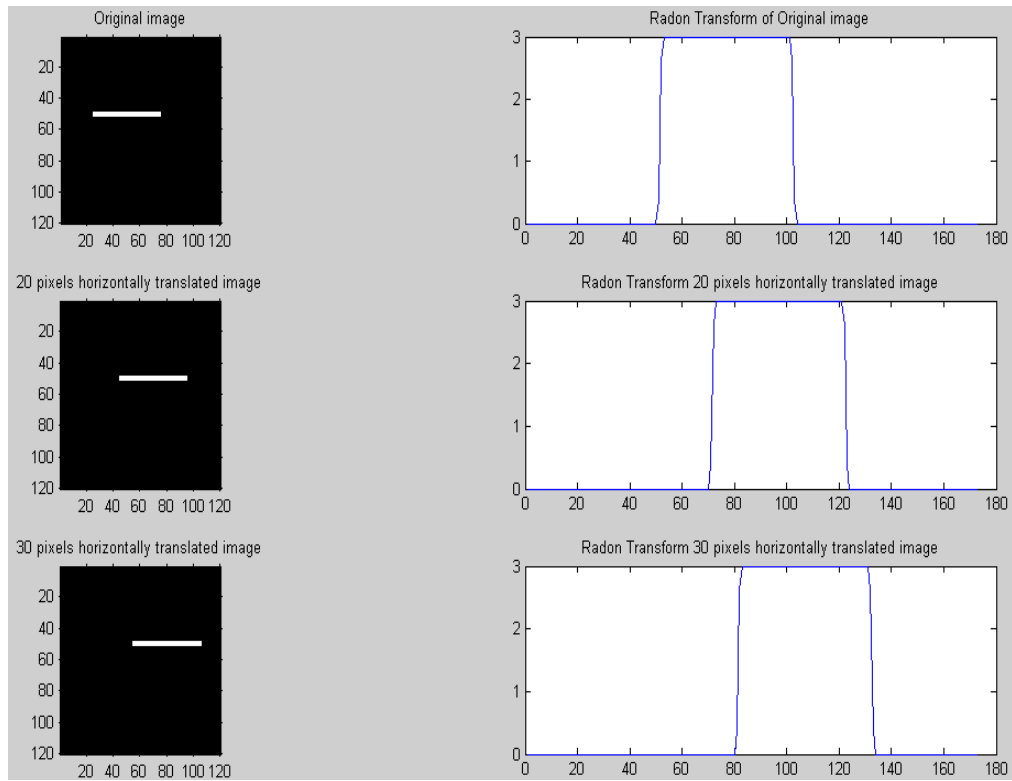 Original image
20
40
60
80
100
120
20 40 60 80 100 120
Radon Transform of Original image
3
2
1
0
0 20 40 60 80 100 120 140 160 180
20 pixels horizontally translated image
20
40
60
80
100
120
20 40 60 80 100 120
Radon Transform 20 pixels horizontally translated image
3
2
1
0
0 20 40 60 80 100 120 140 160 180
30 pixels horizontally translated image
20
40
60
80
100
120
20 40 60 80 100 120
Radon Transform 30 pixels horizontally translated image
3
2
1
0
0 20 40 60 80 100 120 140 160 180